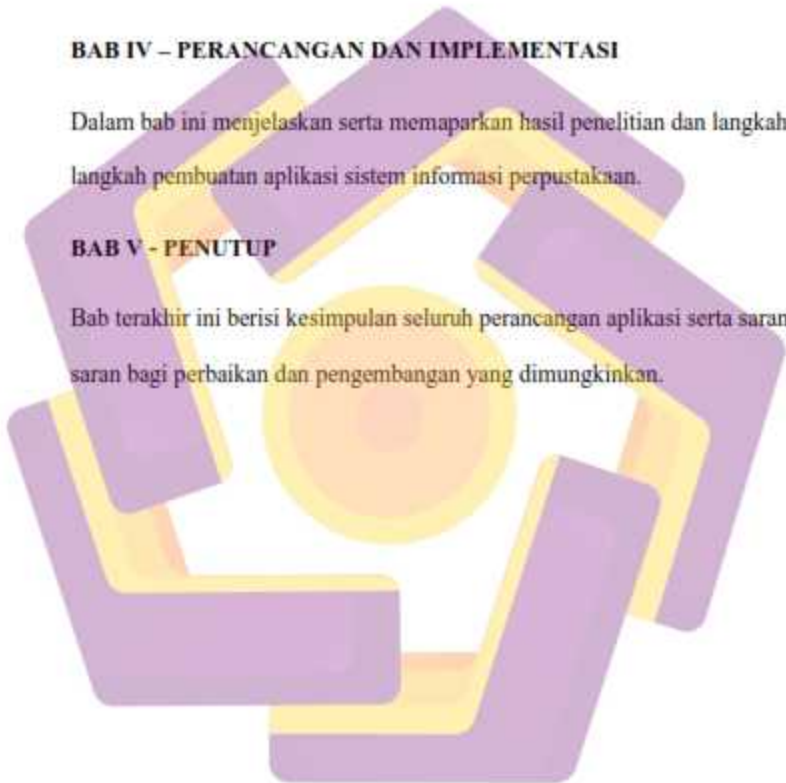 BAB IV – PERANCANGAN DAN IMPLEMENTASI
Dalam bab ini menjelaskan serta memaparkan hasil penelitian dan langkah
langkah pembuatan aplikasi sistem informasi perpustakaan.
BAB V - PENUTUP
Bab terakhir ini berisi kesimpulan seluruh perancangan aplikasi serta saran
saran bagi perbaikan dan pengembangan yang dimungkinkan.